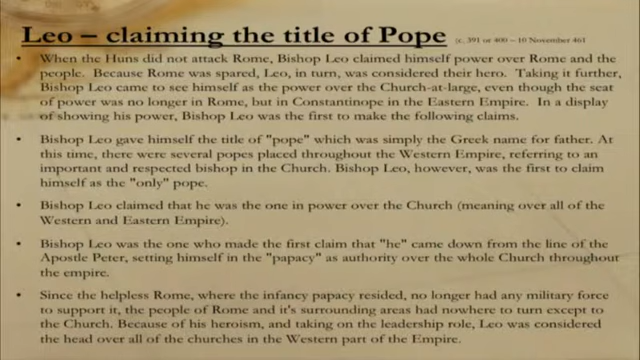 Leo – claiming the title of Pope (c. 391 or 400 – 10 November 461
• When the Huns did not attack Rome, Bishop Leo claimed himself power over Rome and the
people. Because Rome was spared, Leo, in turn, was considered their hero. Taking it further,
Bishop Leo came to see himself as the power over the Church-at-large, even though the seat
of power was no longer in Rome, but in Constantinope in the Eastern Empire. In a display
of showing his power, Bishop Leo was the first to make the following claims.
• Bishop Leo gave himself the title of "pope" which was simply the Greek name for father. At
this time, there were several popes placed throughout the Western Empire, referring to an
important and respected bishop in the Church. Bishop Leo, however, was the first to claim
himself as the "only" pope.
• Bishop Leo claimed that he was the one in power over the Church (meaning over all of the
Western and Eastern Empire).
• Bishop Leo was the one who made the first claim that "he" came down from the line of the
Apostle Peter, setting himself in the "papacy" as authority over the whole Church throughout
the empire.
• Since the helpless Rome, where the infancy papacy resided, no longer had any military force
to support it, the people of Rome and it's surrounding areas had nowhere to turn except to
the Church. Because of his heroism, and taking on the leadership role, Leo was considered
the head over all of the churches in the Western part of the Empire.